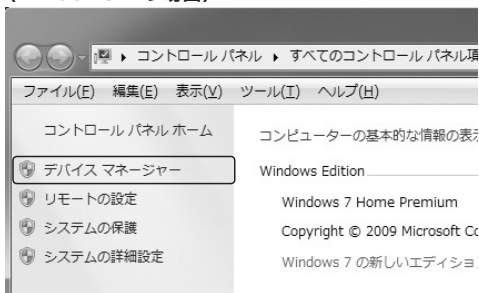 コントロール パネル ▸ すべてのコントロール パネル項
ファイル(F) 編集(E) 表示(V) ツール(T) ヘルプ(H)
コントロール パネル ホーム
デバイス マネージャー
リモートの設定
システムの保護
システムの詳細設定
コンピューターの基本的な情報の表示
Windows Edition
Windows 7 Home Premium
Copyright © 2009 Microsoft Co
Windows 7 の新しいエディショ